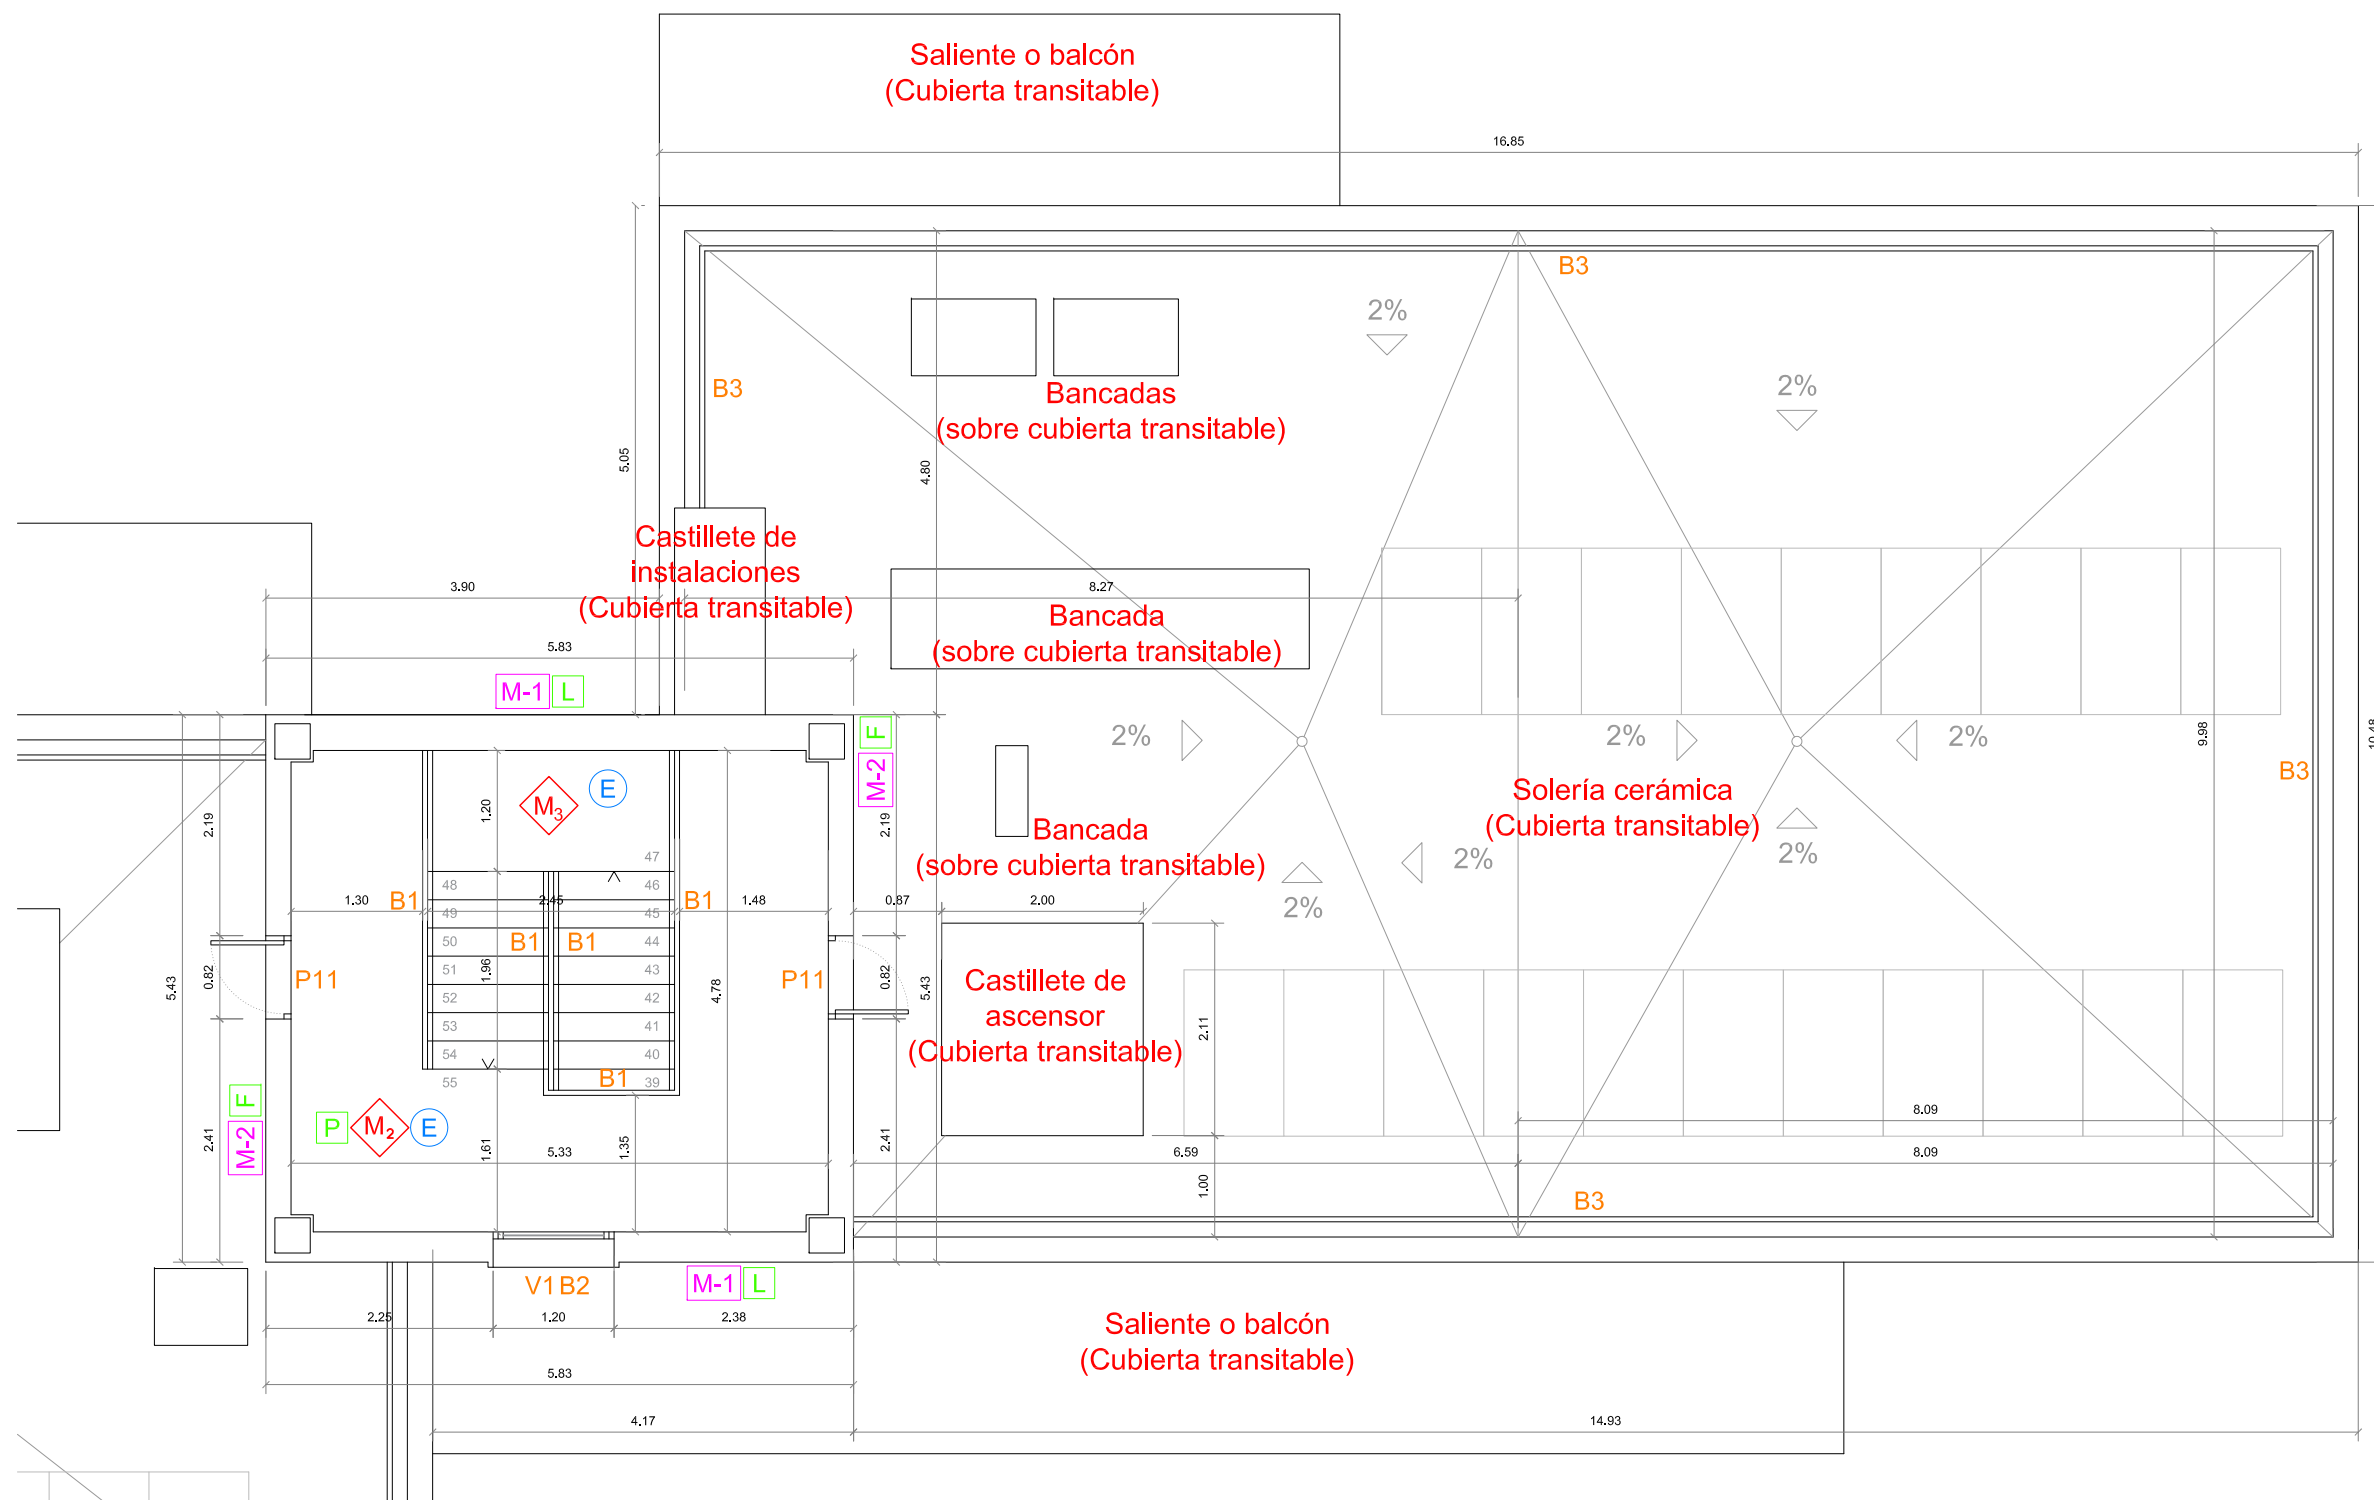 Saliente o balcón
(Cubierta transitable)
16.85
B3
2%
2%
B3
Bancadas
(sobre cubierta transitable)
5.05
4.80
Castillete de
instalaciones
(Cubierta transitable)
3.90
8.27
Bancada
(sobre cubierta transitable)
5.83
M-1 L
F
M-2
2%
2%
2%
9.98
10.48
B3
Solería cerámica
(Cubierta transitable)
2%
2%
2%
M3
E
1.20
2.19
2.19
Bancada
(sobre cubierta transitable)
47
48
46
49
45
50
44
51
43
52
42
53
41
54
40
55
39
1.30
B1
2.45
B1
1.48
0.87
2.00
B1
B1
P11
P11
5.43
0.82
1.96
4.78
0.82
5.43
Castillete de
ascensor
(Cubierta transitable)
2.11
B1
F
M-2
P
M2
E
2.41
1.61
5.33
1.35
2.41
6.59
1.00
8.09
8.09
B3
V1 B2
M-1 L
2.25
1.20
2.38
Saliente o balcón
(Cubierta transitable)
5.83
4.17
14.93